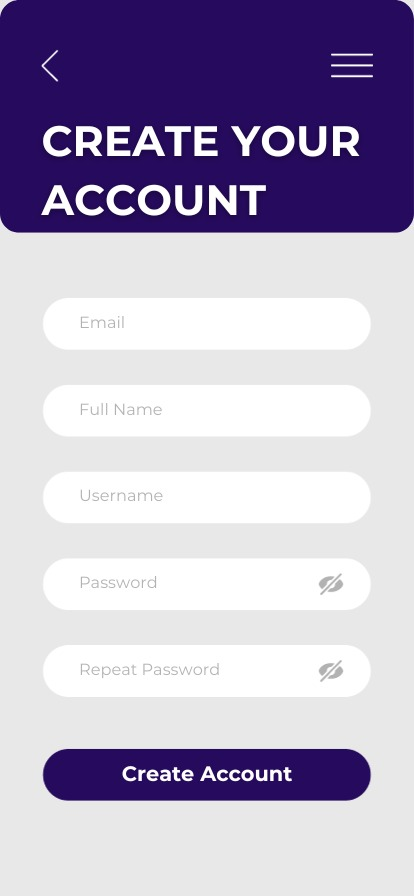 CREATE YOUR
ACCOUNT
Email
Full Name
Username
Password
Repeat Password
Create Account